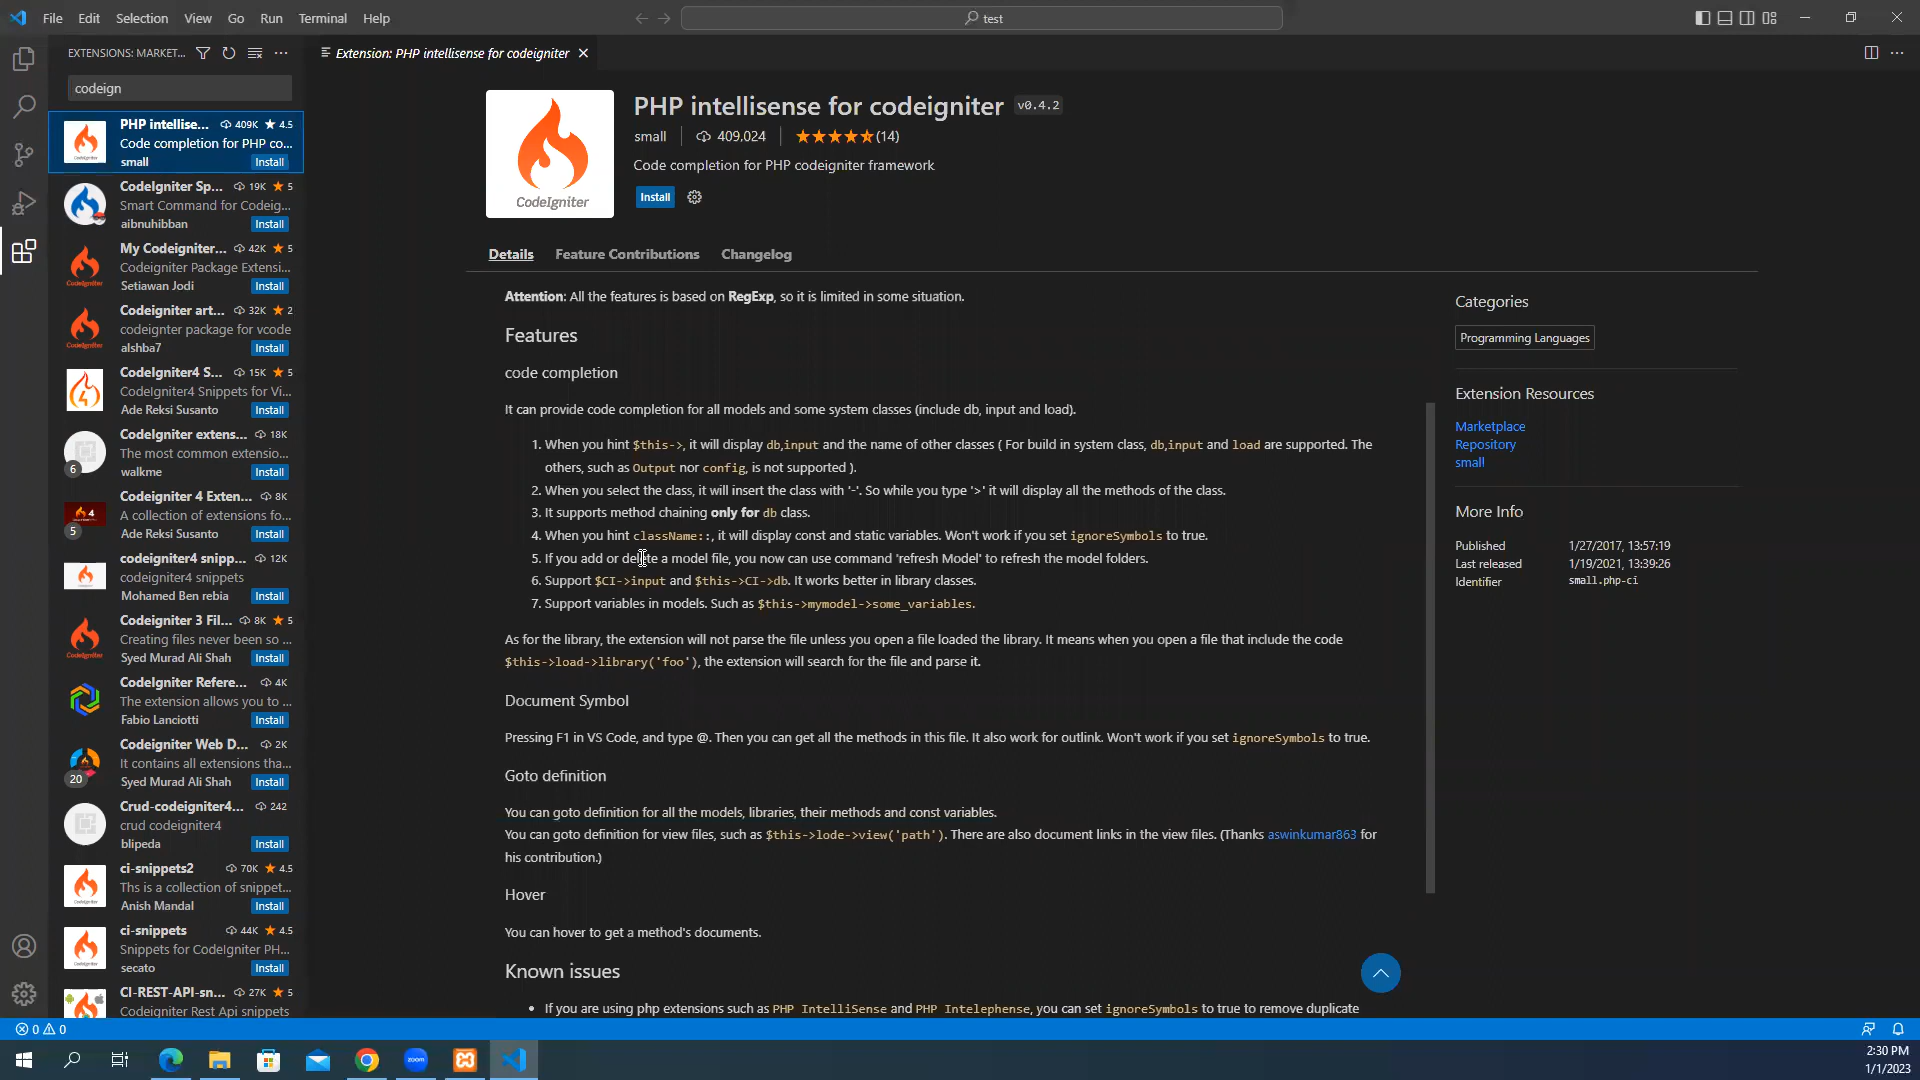 File Edit Selection View Go Run Terminal Help
test
EXTENSIONS: MARKET...
Extension: PHP intellisense for codeigniter
codeign
PHP intellise... 409K ★ 4.5
Code completion for PHP co...
small Install
CodeIgniter Sp... 19K ★ 5
Smart Command for Codeig...
aibnuhibban Install
My Codeigniter... 42K ★ 5
Codeigniter Package Extensi...
Setiawan Jodi Install
Codeigniter art... 32K ★ 2
codeigniter package for vcode
alshba7 Install
CodeIgniter4 S... 15K ★ 5
CodeIgniter4 Snippets for Vi...
Ade Reksi Susanto Install
CodeIgniter extens... 18K
The most common extensio...
6 walkme Install
Codeigniter 4 Exten... 8K
A collection of extensions fo...
5 Ade Reksi Susanto Install
codeigniter4 snipp... 12K
codeigniter4 snippets
Mohamed Ben rebia Install
Codeigniter 3 Fil... 8K ★ 5
Creating files never been so ...
Syed Murad Ali Shah Install
CodeIgniter Refere... 4K
The extension allows you to ...
Fabio Lanciotti Install
Codeigniter Web D... 2K
It contains all extensions tha...
20 Syed Murad Ali Shah Install
Crud-codeigniter4... 242
crud codeigniter4
blipeda Install
ci-snippets2 70K ★ 4.5
Ths is a collection of snippet...
Anish Mandal Install
ci-snippets 44K ★ 4.5
Snippets for CodeIgniter PH...
secato Install
CI-REST-API-sn... 27K ★ 5
Codeigniter Rest Api snippets
CodeIgniter
PHP intellisense for codeigniter v0.4.2
small 409,024 ★★★★★(14)
Code completion for PHP codeigniter framework
Install
Details Feature Contributions Changelog
Attention: All the features is based on RegExp, so it is limited in some situation.
Features
code completion
It can provide code completion for all models and some system classes (include db, input and load).
1. When you hint $this->, it will display db,input and the name of other classes ( For build in system class, db,input and load are supported. The
others, such as Output nor config, is not supported ).
2. When you select the class, it will insert the class with '-'. So while you type '>' it will display all the methods of the class.
3. It supports method chaining only for db class.
4. When you hint className::, it will display const and static variables. Won't work if you set ignoreSymbols to true.
5. If you add or delete a model file, you now can use command 'refresh Model' to refresh the model folders.
6. Support $CI->input and $this->CI->db. It works better in library classes.
7. Support variables in models. Such as $this->mymodel->some_variables.
As for the library, the extension will not parse the file unless you open a file loaded the library. It means when you open a file that include the code
$this->load->library('foo'), the extension will search for the file and parse it.
Document Symbol
Pressing F1 in VS Code, and type @. Then you can get all the methods in this file. It also work for outlink. Won't work if you set ignoreSymbols to true.
Goto definition
You can goto definition for all the models, libraries, their methods and const variables.
You can goto definition for view files, such as $this->lode->view('path'). There are also document links in the view files. (Thanks aswinkumar863 for
his contribution.)
Hover
You can hover to get a method's documents.
Known issues
• If you are using php extensions such as PHP IntelliSense and PHP Intelephense, you can set ignoreSymbols to true to remove duplicate
Categories
Programming Languages
Extension Resources
Marketplace
Repository
small
More Info
Published 1/27/2017, 13:57:19
Last released 1/19/2021, 13:39:26
Identifier small.php-ci
0 0
zoom
2:30 PM
1/1/2023